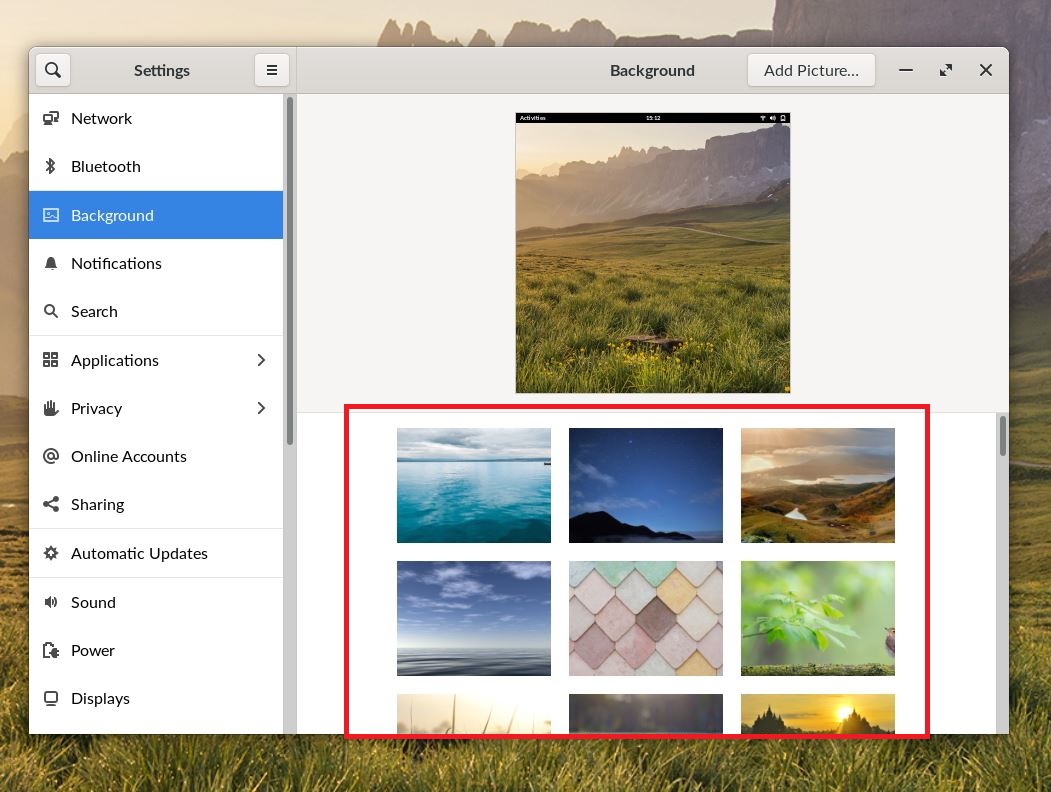 Settings
Background
Add Picture...
Network
Bluetooth
Background
Notifications
Search
Applications
Privacy
Online Accounts
Sharing
Automatic Updates
Sound
Power
Displays
Activities 15:12